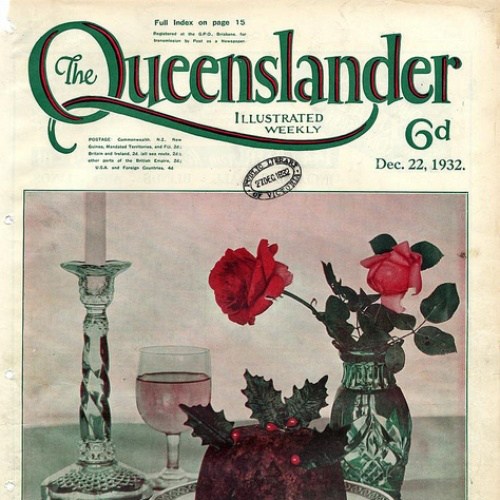 Full Index on page 15
Registered at the G.P.O., Brisbane, for
transmission by Post as a Newspaper.
The Queenslander
ILLUSTRATED
WEEKLY
6d
Dec. 22, 1932.
POSTAGE Commonwealth, N.Z., New
Guinea, Mandated Territories, and Fiji, 2d.;
Britain and Ireland, 2d. (all sea route, 2d.);
other parts of the British Empire, 2d.;
U.S.A. and Foreign Countries, 4d
PUBLIC LIBRARY
27 DEC 1932
OF VICTORIA